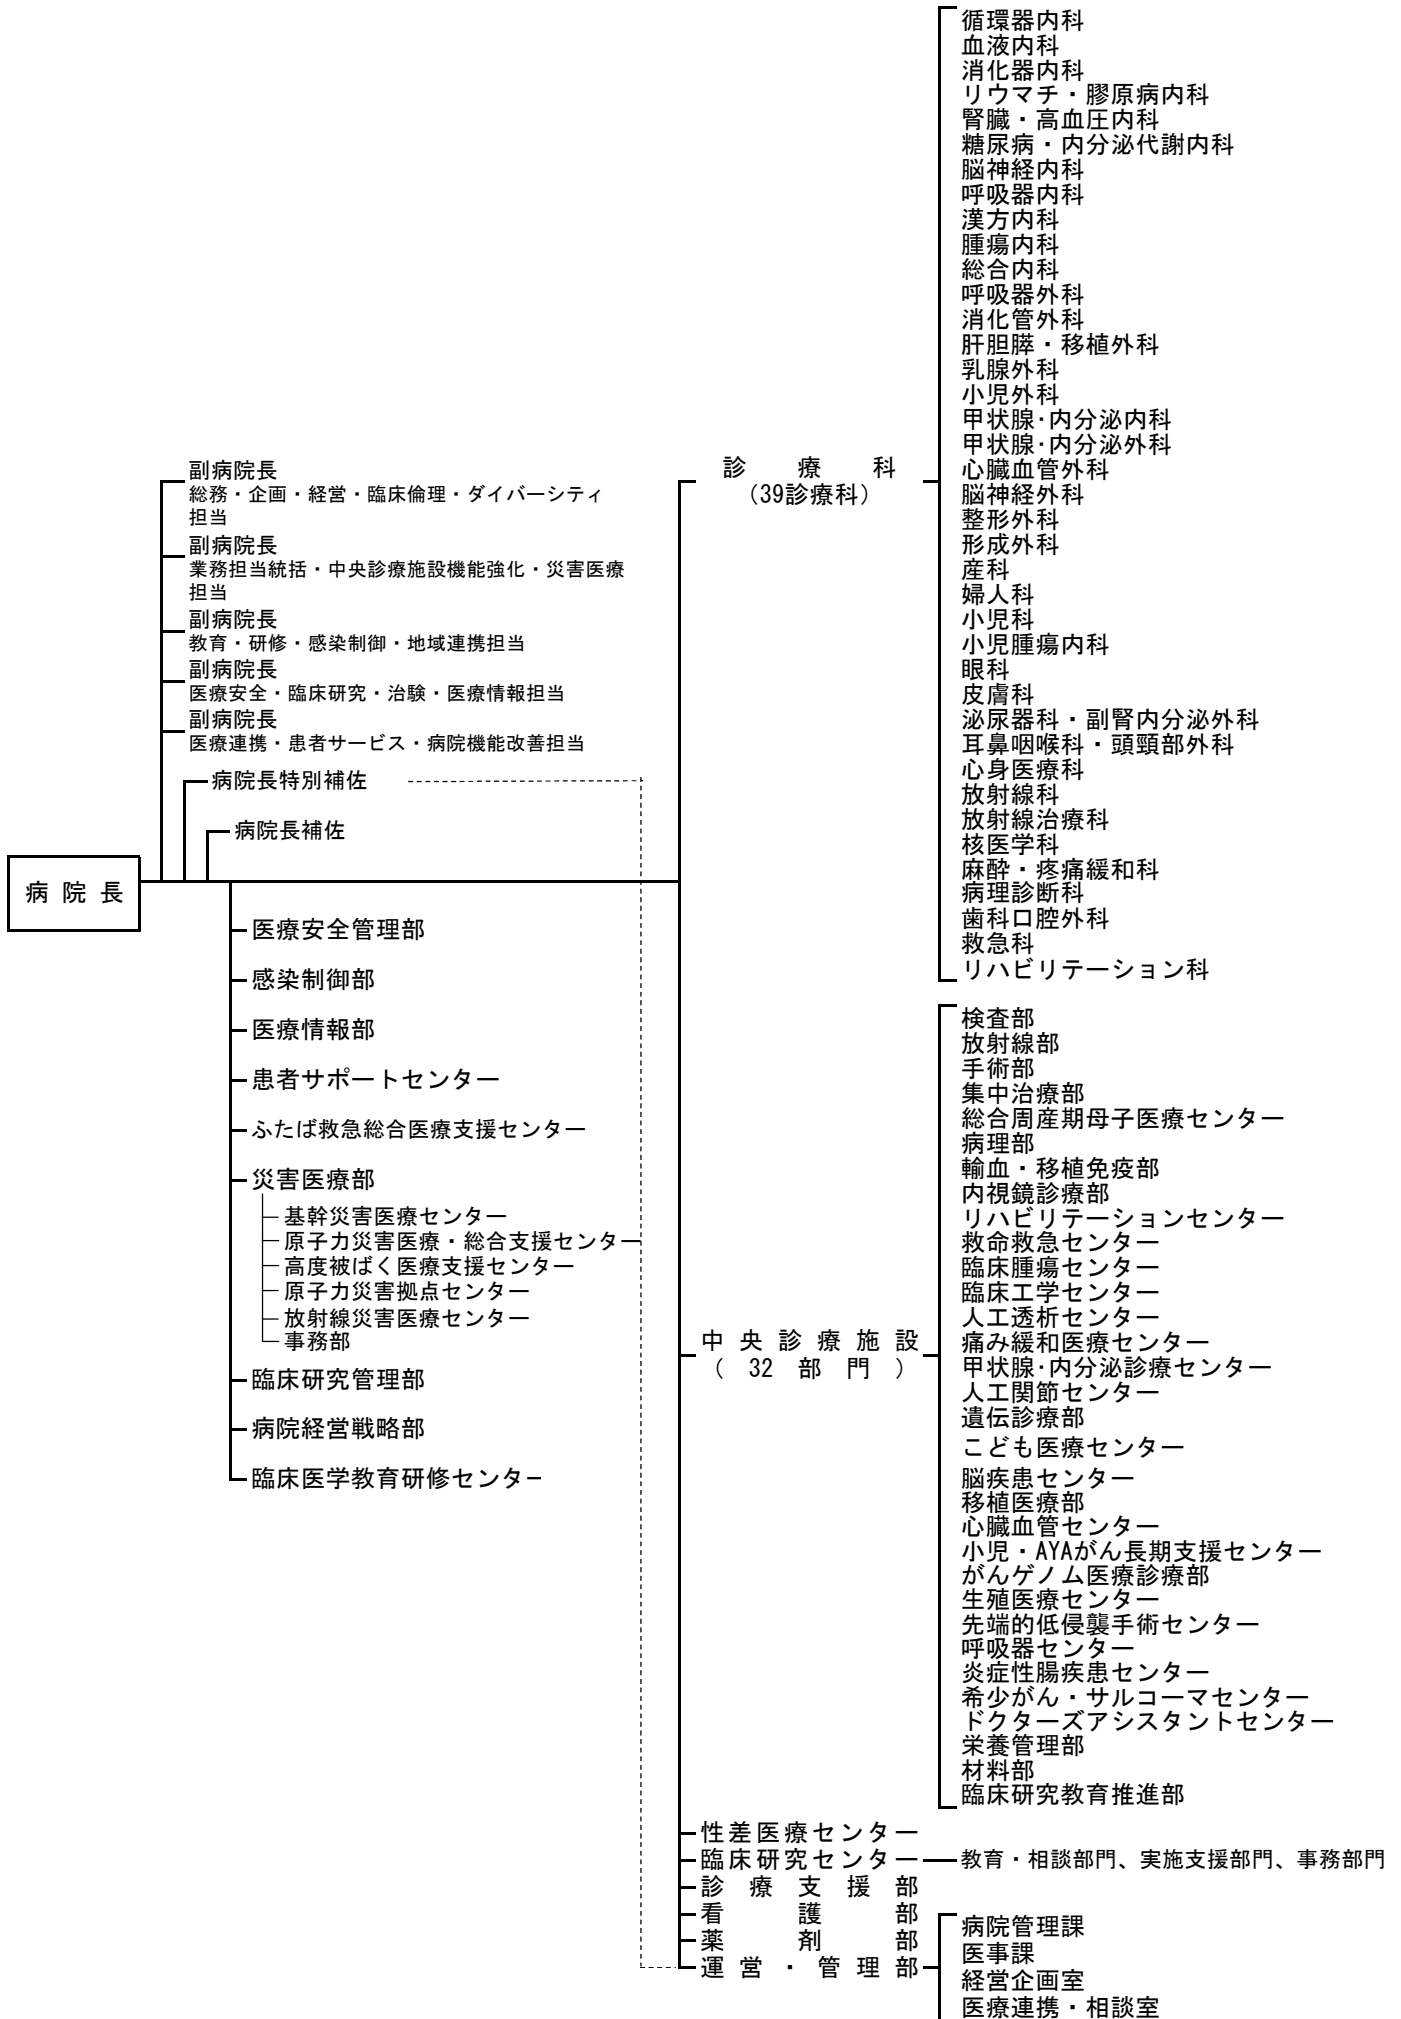 病院長
副病院長
総務・企画・経営・臨床倫理・ダイバーシティ
担当
副病院長
業務担当統括・中央診療施設機能強化・災害医療
担当
副病院長
教育・研修・感染制御・地域連携担当
副病院長
医療安全・臨床研究・治験・医療情報担当
副病院長
医療連携・患者サービス・病院機能改善担当
病院長特別補佐
病院長補佐
医療安全管理部
感染制御部
医療情報部
患者サポートセンター
ふたば救急総合医療支援センター
災害医療部
基幹災害医療センター
原子力災害医療・総合支援センター
高度被ばく医療支援センター
原子力災害拠点センター
放射線災害医療センター
事務部
臨床研究管理部
病院経営戦略部
臨床医学教育研修センター
診療科
（39診療科）
循環器内科
血液内科
消化器内科
リウマチ・膠原病内科
腎臓・高血圧内科
糖尿病・内分泌代謝内科
脳神経内科
呼吸器内科
漢方内科
腫瘍内科
総合内科
呼吸器外科
消化管外科
肝胆膵・移植外科
乳腺外科
小児外科
甲状腺･内分泌内科
甲状腺･内分泌外科
心臓血管外科
脳神経外科
整形外科
形成外科
産科
婦人科
小児科
小児腫瘍内科
眼科
皮膚科
泌尿器科・副腎内分泌外科
耳鼻咽喉科・頭頸部外科
心身医療科
放射線科
放射線治療科
核医学科
麻酔・疼痛緩和科
病理診断科
歯科口腔外科
救急科
リハビリテーション科
中央診療施設
（32部門）
検査部
放射線部
手術部
集中治療部
総合周産期母子医療センター
病理部
輸血・移植免疫部
内視鏡診療部
リハビリテーションセンター
救命救急センター
臨床腫瘍センター
臨床工学センター
人工透析センター
痛み緩和医療センター
甲状腺･内分泌診療センター
人工関節センター
遺伝診療部
こども医療センター
脳疾患センター
移植医療部
心臓血管センター
小児・AYAがん長期支援センター
がんゲノム医療診療部
生殖医療センター
先端的低侵襲手術センター
呼吸器センター
炎症性腸疾患センター
希少がん・サルコーマセンター
ドクターズアシスタントセンター
栄養管理部
材料部
臨床研究教育推進部
性差医療センター
臨床研究センター
教育・相談部門、実施支援部門、事務部門
診療支援部
看護部
薬剤部
運営・管理部
病院管理課
医事課
経営企画室
医療連携・相談室